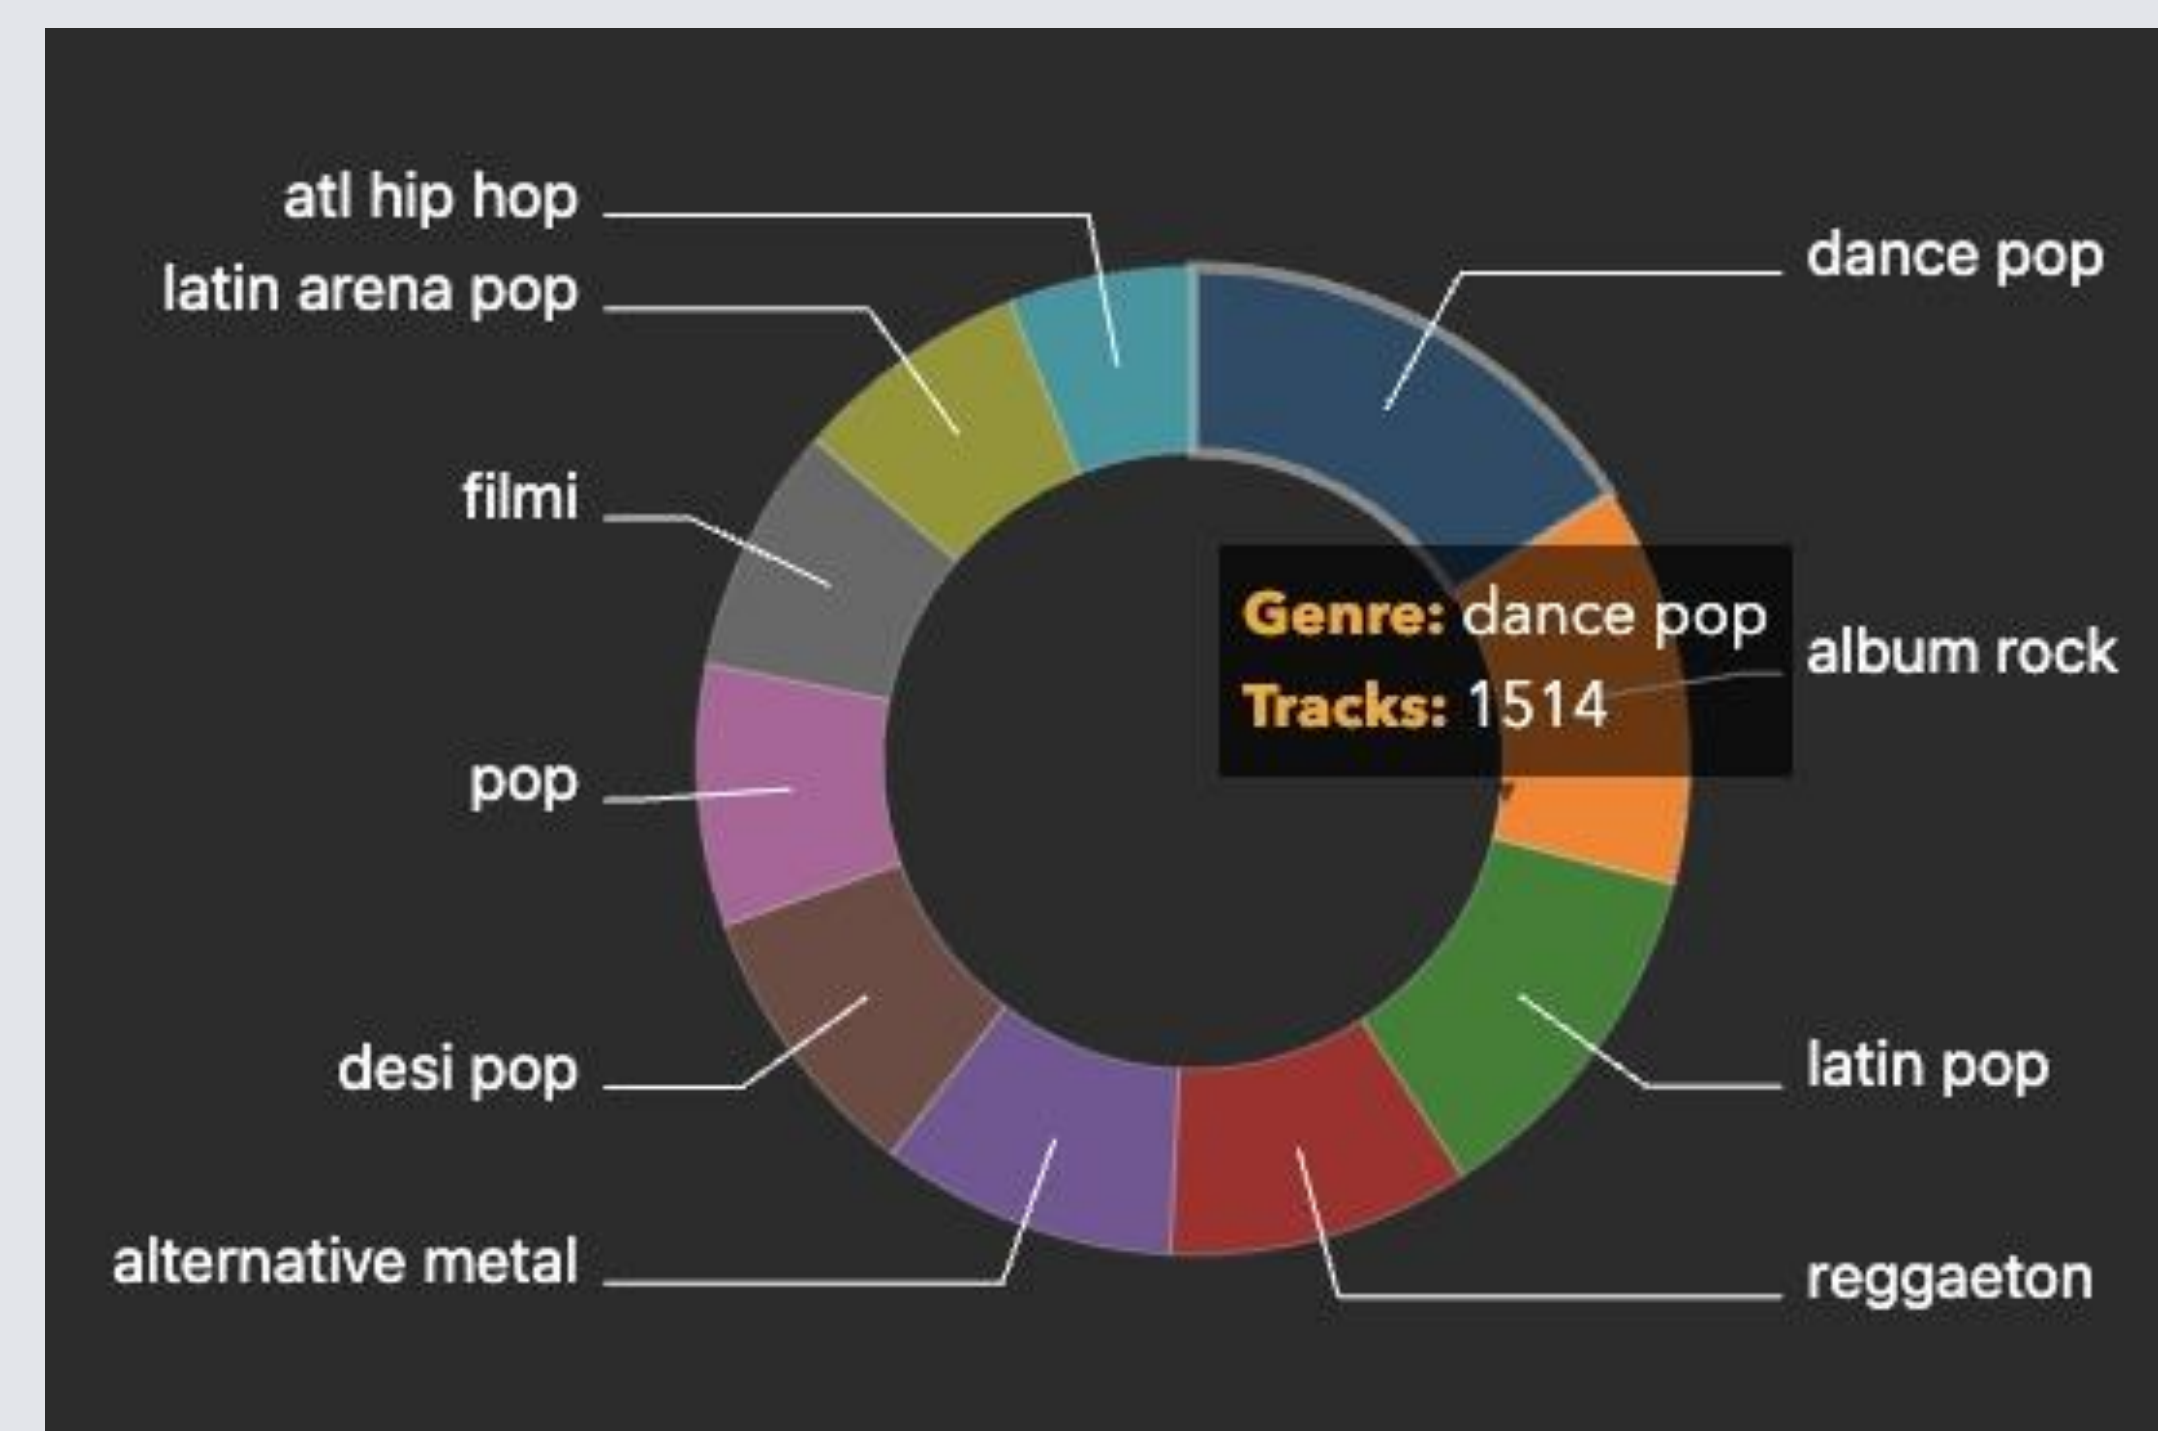 atl hip hop
latin arena pop
dance pop
filmi
Genre: dance pop
Tracks: 1514
album rock
pop
desi pop
latin pop
alternative metal
reggaeton